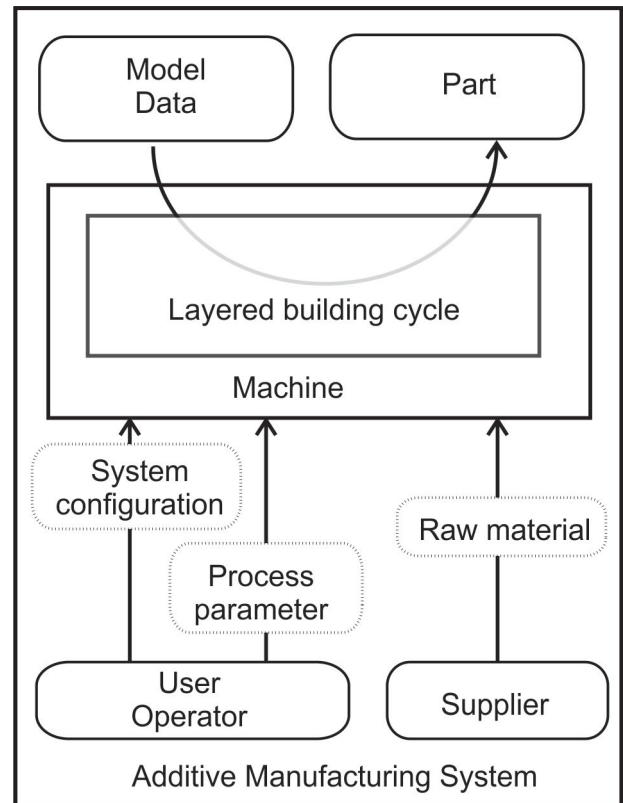 Model
Data
Part
Layered building cycle
Machine
System
configuration
Process
parameter
Raw material
User
Operator
Supplier
Additive Manufacturing System